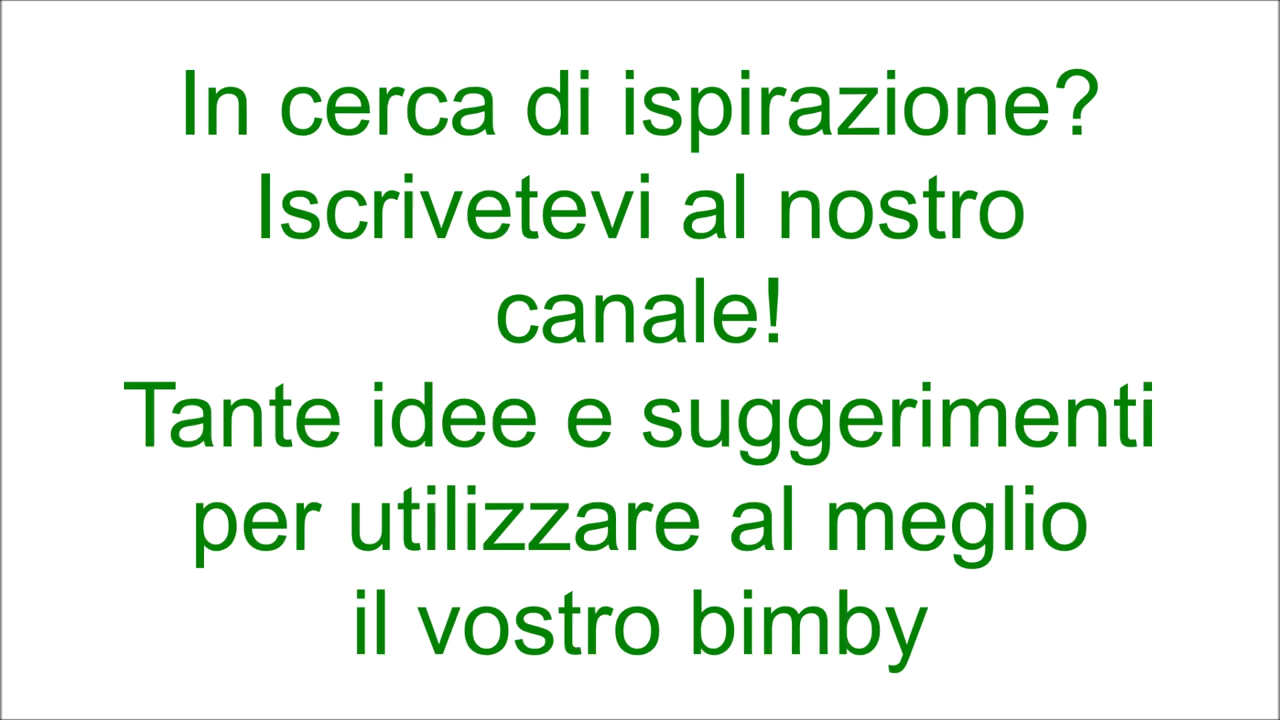 In cerca di ispirazione?
Iscrivetevi al nostro
canale!
Tante idee e suggerimenti
per utilizzare al meglio
il vostro bimby